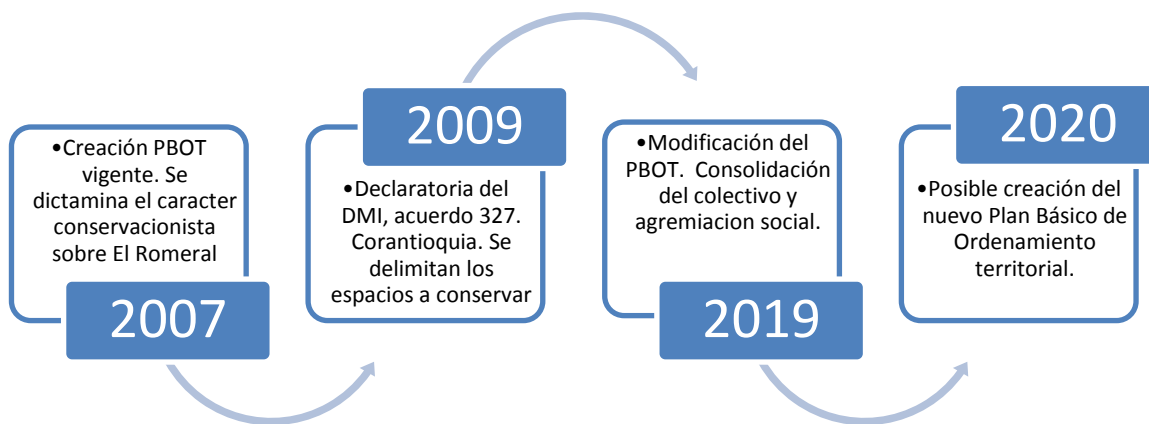 •Creación PBOT
vigente. Se
dictamina el caracter
conservacionista
sobre El Romeral
2007
2009
•Declaratoria del
DMI, acuerdo 327.
Corantioquia. Se
delimitan los
espacios a conservar
•Modificación del
PBOT. Consolidación
del colectivo y
agremiacion social.
2019
2020
•Posible creación del
nuevo Plan Básico de
Ordenamiento
territorial.